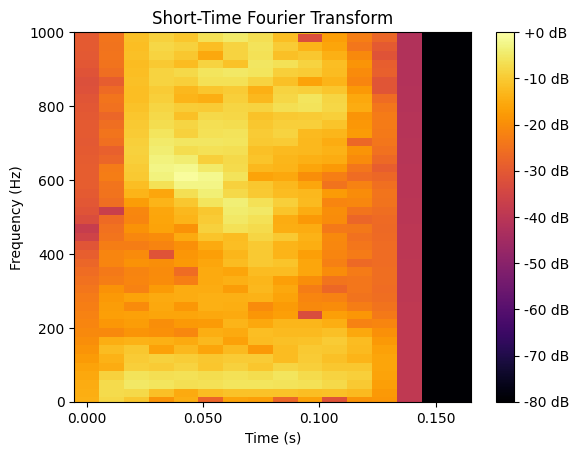 Short-Time Fourier Transform
1000
800
600
400
200
0
Frequency (Hz)
0.000
0.050
0.100
0.150
Time (s)
+0 dB
-10 dB
-20 dB
-30 dB
-40 dB
-50 dB
-60 dB
-70 dB
-80 dB